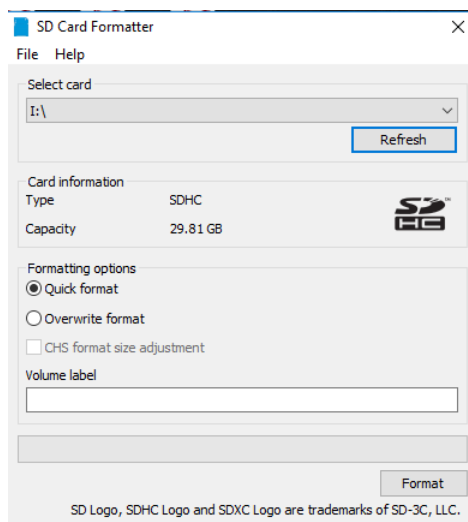 SD Card Formatter
File Help
Select card
I:\
Refresh
Card information
Type SDHC
Capacity 29.81 GB
SD HC
Formatting options
Quick format
Overwrite format
CHS format size adjustment
Volume label
Format
SD Logo, SDHC Logo and SDXC Logo are trademarks of SD-3C, LLC.